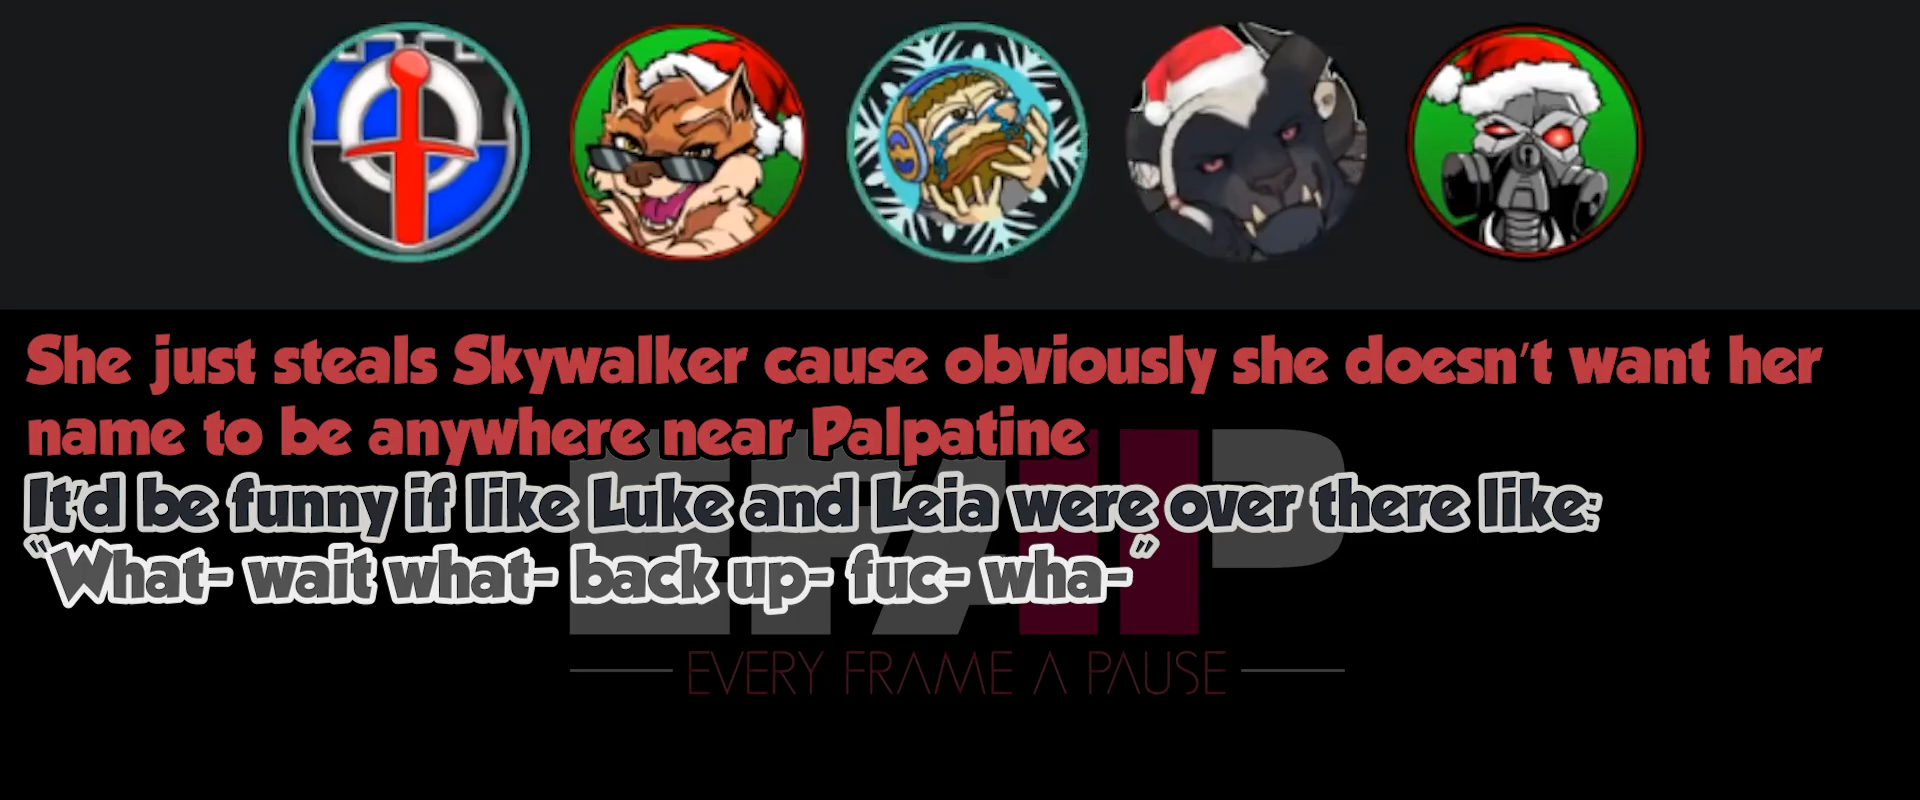 She just steals Skywalker cause obviously she doesn't want her
name to be anywhere near Palpatine
It'd be funny if like Luke and Leia were over there like:
"What- wait what- back up- fuc- wha-"
EFAP
EVERY FRAME A PAUSE